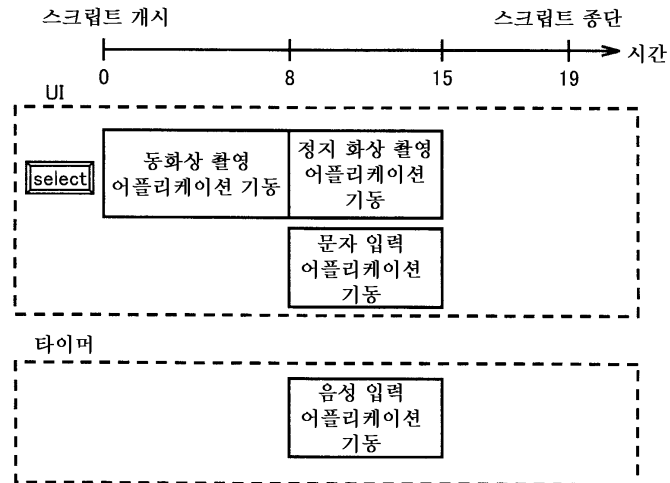 스크립트 개시
스크립트 종단
시간
0 8 15 19
UI
select
동화상 촬영
어플리케이션 기동
정지 화상 촬영
어플리케이션
기동
문자 입력
어플리케이션
기동
타이머
음성 입력
어플리케이션
기동